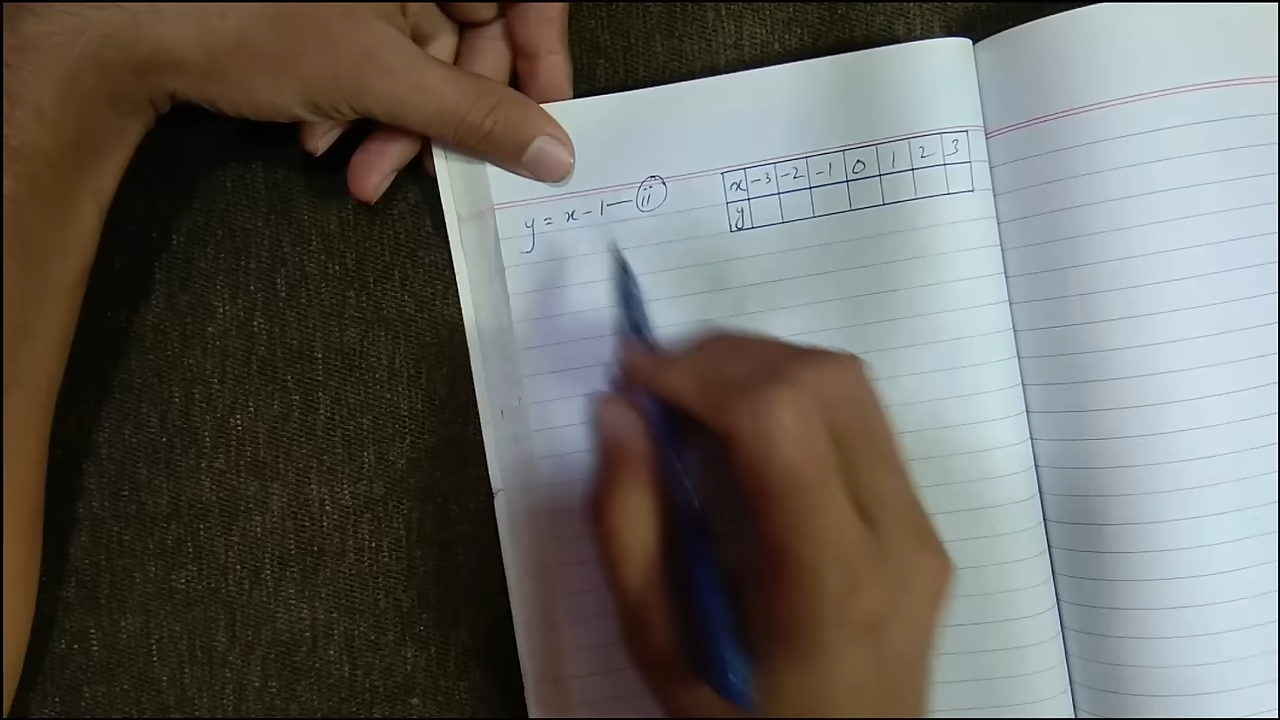 y = x - 1 — (ii)
x -3 -2 -1 0 1 2 3
y